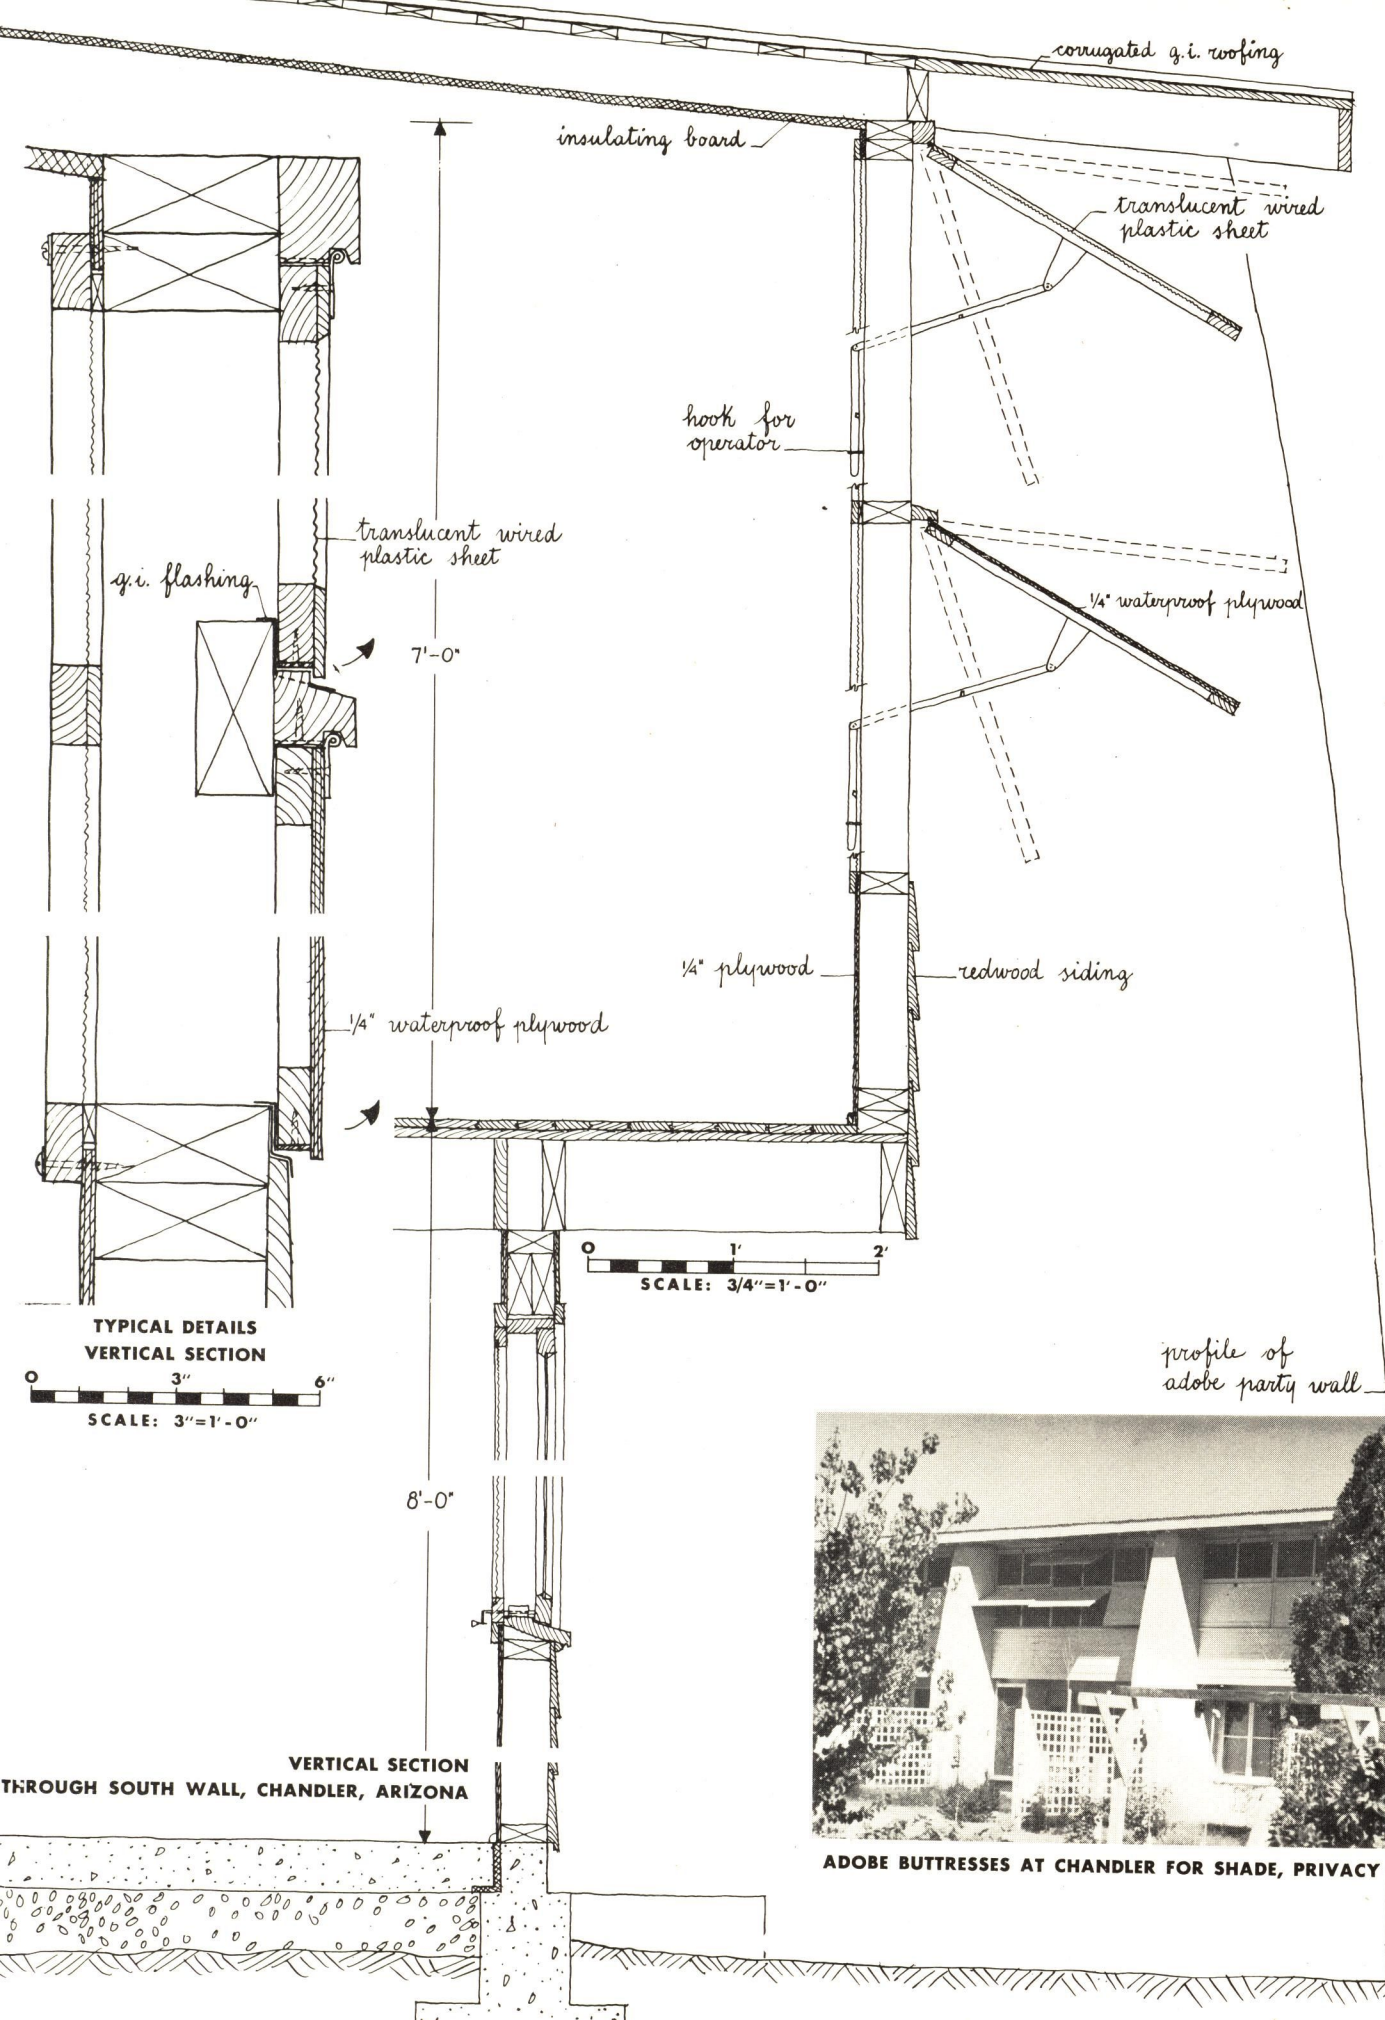 corrugated g.i. roofing
insulating board
translucent wired
plastic sheet
hook for
operator
translucent wired
plastic sheet
g.i. flashing
1/4" waterproof plywood
7'-0"
1/4" plywood
redwood siding
1/4" waterproof plywood
0 1' 2'
SCALE: 3/4"=1'-0"
TYPICAL DETAILS
VERTICAL SECTION
0 3" 6"
SCALE: 3"=1'-0"
profile of
adobe party wall
8'-0"
VERTICAL SECTION
THROUGH SOUTH WALL, CHANDLER, ARIZONA
ADOBE BUTTRESSES AT CHANDLER FOR SHADE, PRIVACY